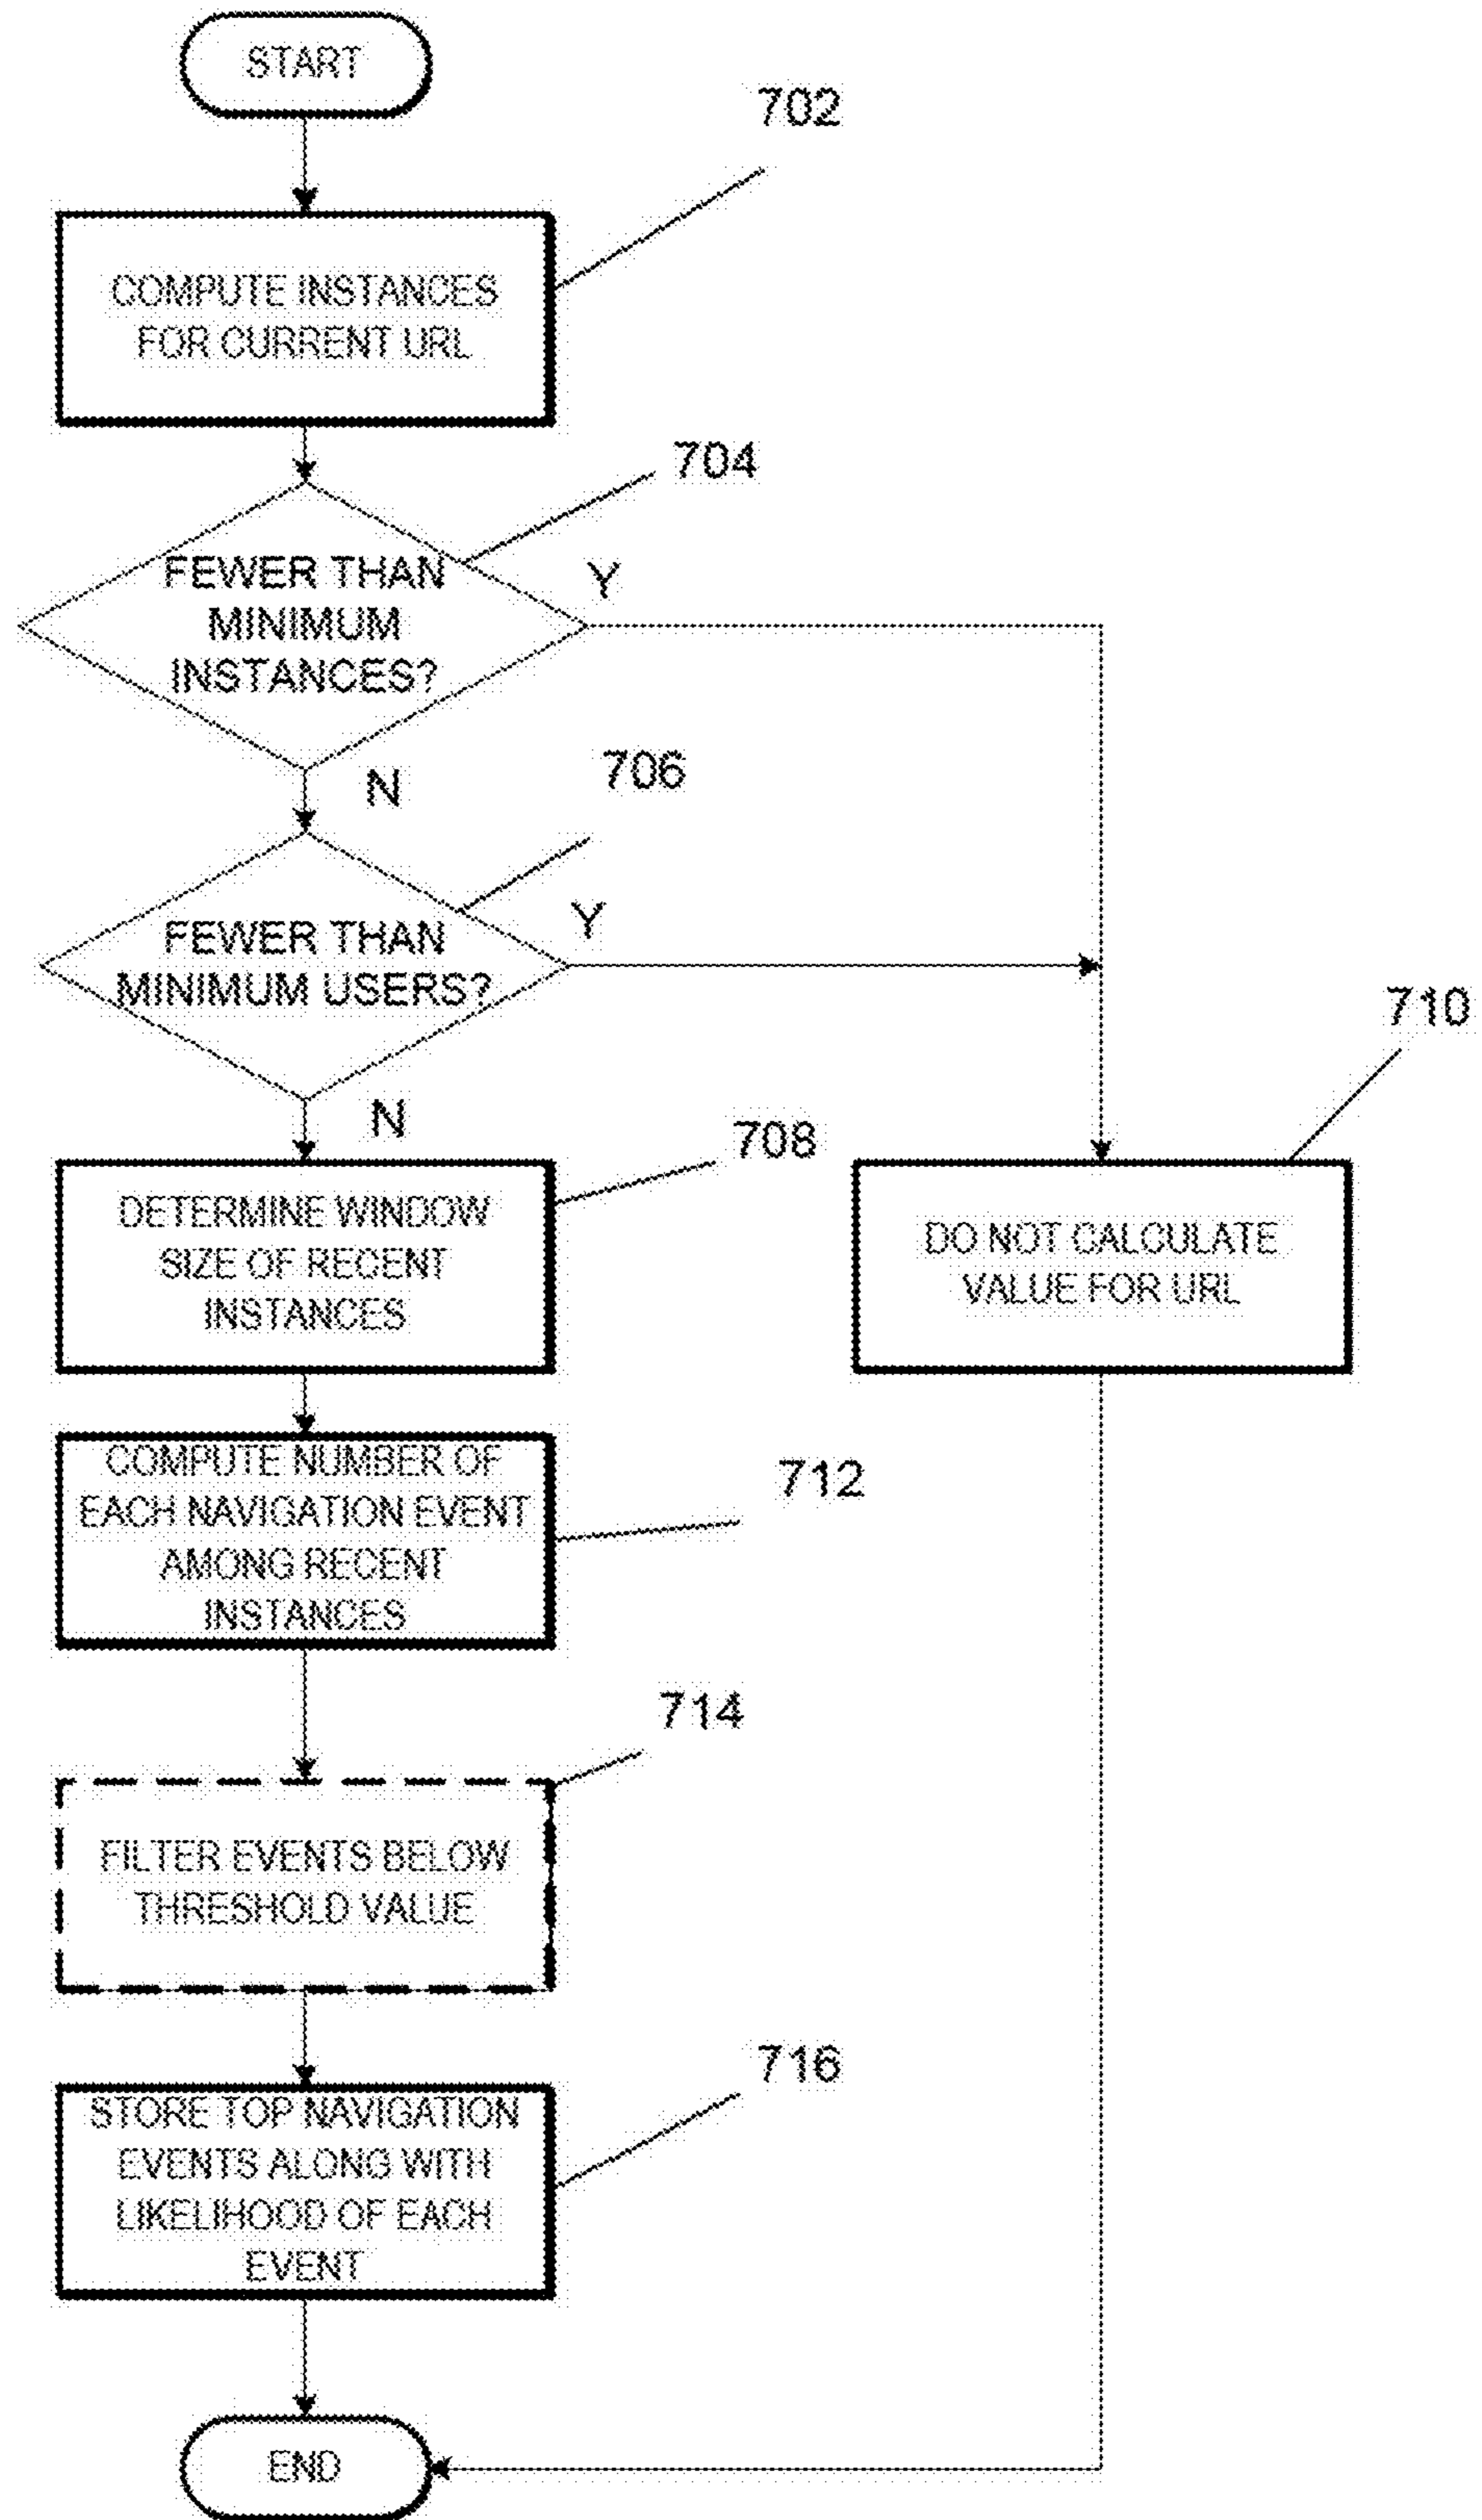 START
702
COMPUTE INSTANCES
FOR CURRENT URL
704
FEWER THAN
MINIMUM
INSTANCES?
Y
N
706
FEWER THAN
MINIMUM USERS?
Y
N
708
DETERMINE WINDOW
SIZE OF RECENT
INSTANCES
710
DO NOT CALCULATE
VALUE FOR URL
712
COMPUTE NUMBER OF
EACH NAVIGATION EVENT
AMONG RECENT
INSTANCES
714
FILTER EVENTS BELOW
THRESHOLD VALUE
716
STORE TOP NAVIGATION
EVENTS ALONG WITH
LIKELIHOOD OF EACH
EVENT
END